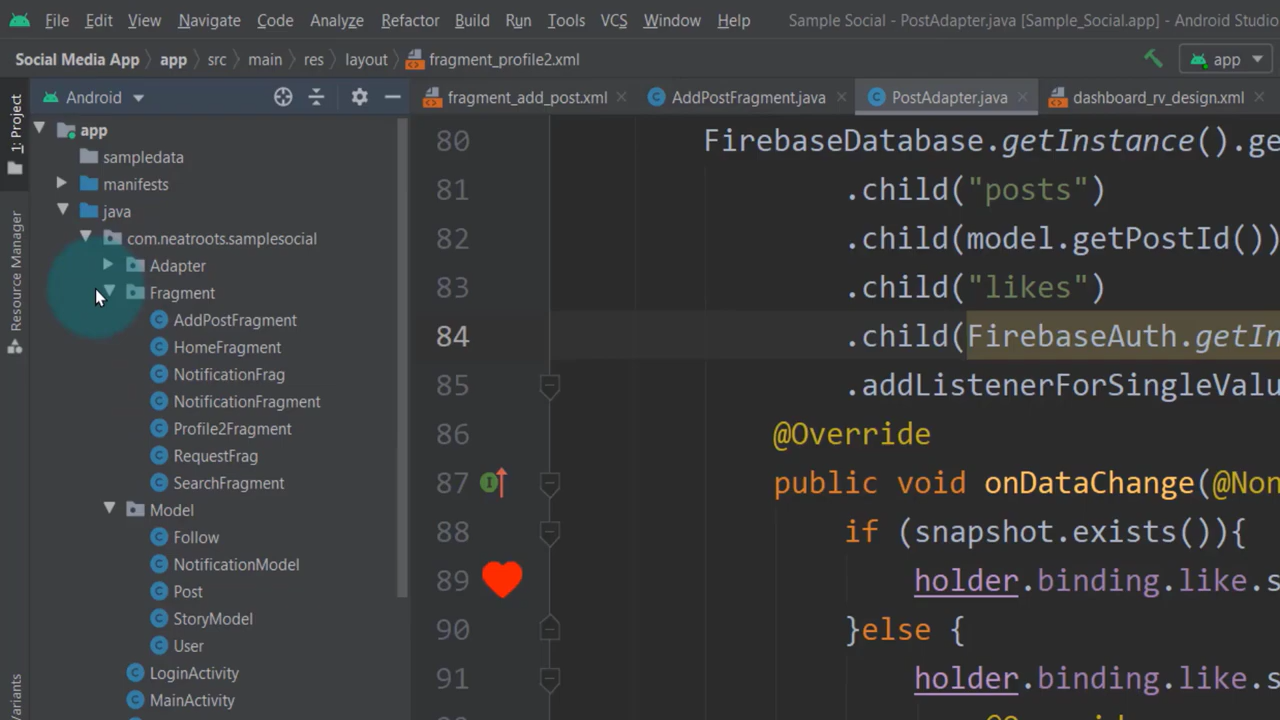 File Edit View Navigate Code Analyze Refactor Build Run Tools VCS Window Help Sample Social - PostAdapter.java [Sample_Social.app] - Android Studio
Social Media App app src main res layout fragment_profile2.xml app
Android fragment_add_post.xml AddPostFragment.java PostAdapter.java dashboard_rv_design.xml
1: Project
Resource Manager
Variants
app
sampledata
manifests
java
com.neatroots.samplesocial
Adapter
Fragment
AddPostFragment
HomeFragment
NotificationFrag
NotificationFragment
Profile2Fragment
RequestFrag
SearchFragment
Model
Follow
NotificationModel
Post
StoryModel
User
LoginActivity
MainActivity
80 FirebaseDatabase.getInstance().ge
81 .child("posts")
82 .child(model.getPostId())
83 .child("likes")
84 .child(FirebaseAuth.getIn
85 .addListenerForSingleValu
86 @Override
87 public void onDataChange(@Non
88 if (snapshot.exists()){
89 holder.binding.like.s
90 }else {
91 holder.binding.like.s